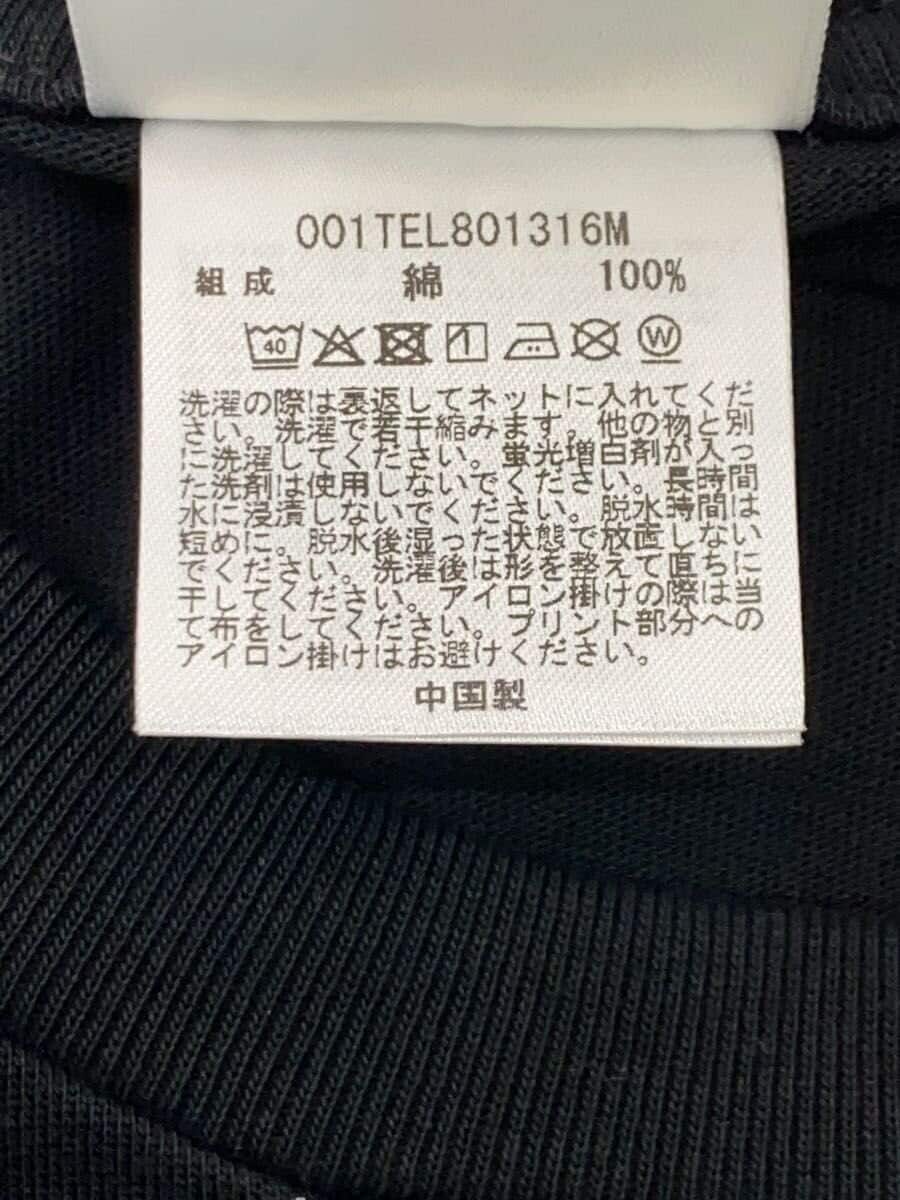 001TEL801316M
組成 綿 100%
40 W
洗濯の際は裏返してネットに入れてくだ
さい。洗濯で若干縮みます。他の物と別
に洗濯してください。蛍光増白剤が入っ
た洗剤は使用しないでください。長時間
水に浸漬しないでください。脱水時間は
短めに。脱水後湿った状態で放置しない
でください。洗濯後は形を整えて直ちに
干してください。アイロン掛けの際は当
て布をしてください。プリント部分への
アイロン掛けはお避けください。
中国製